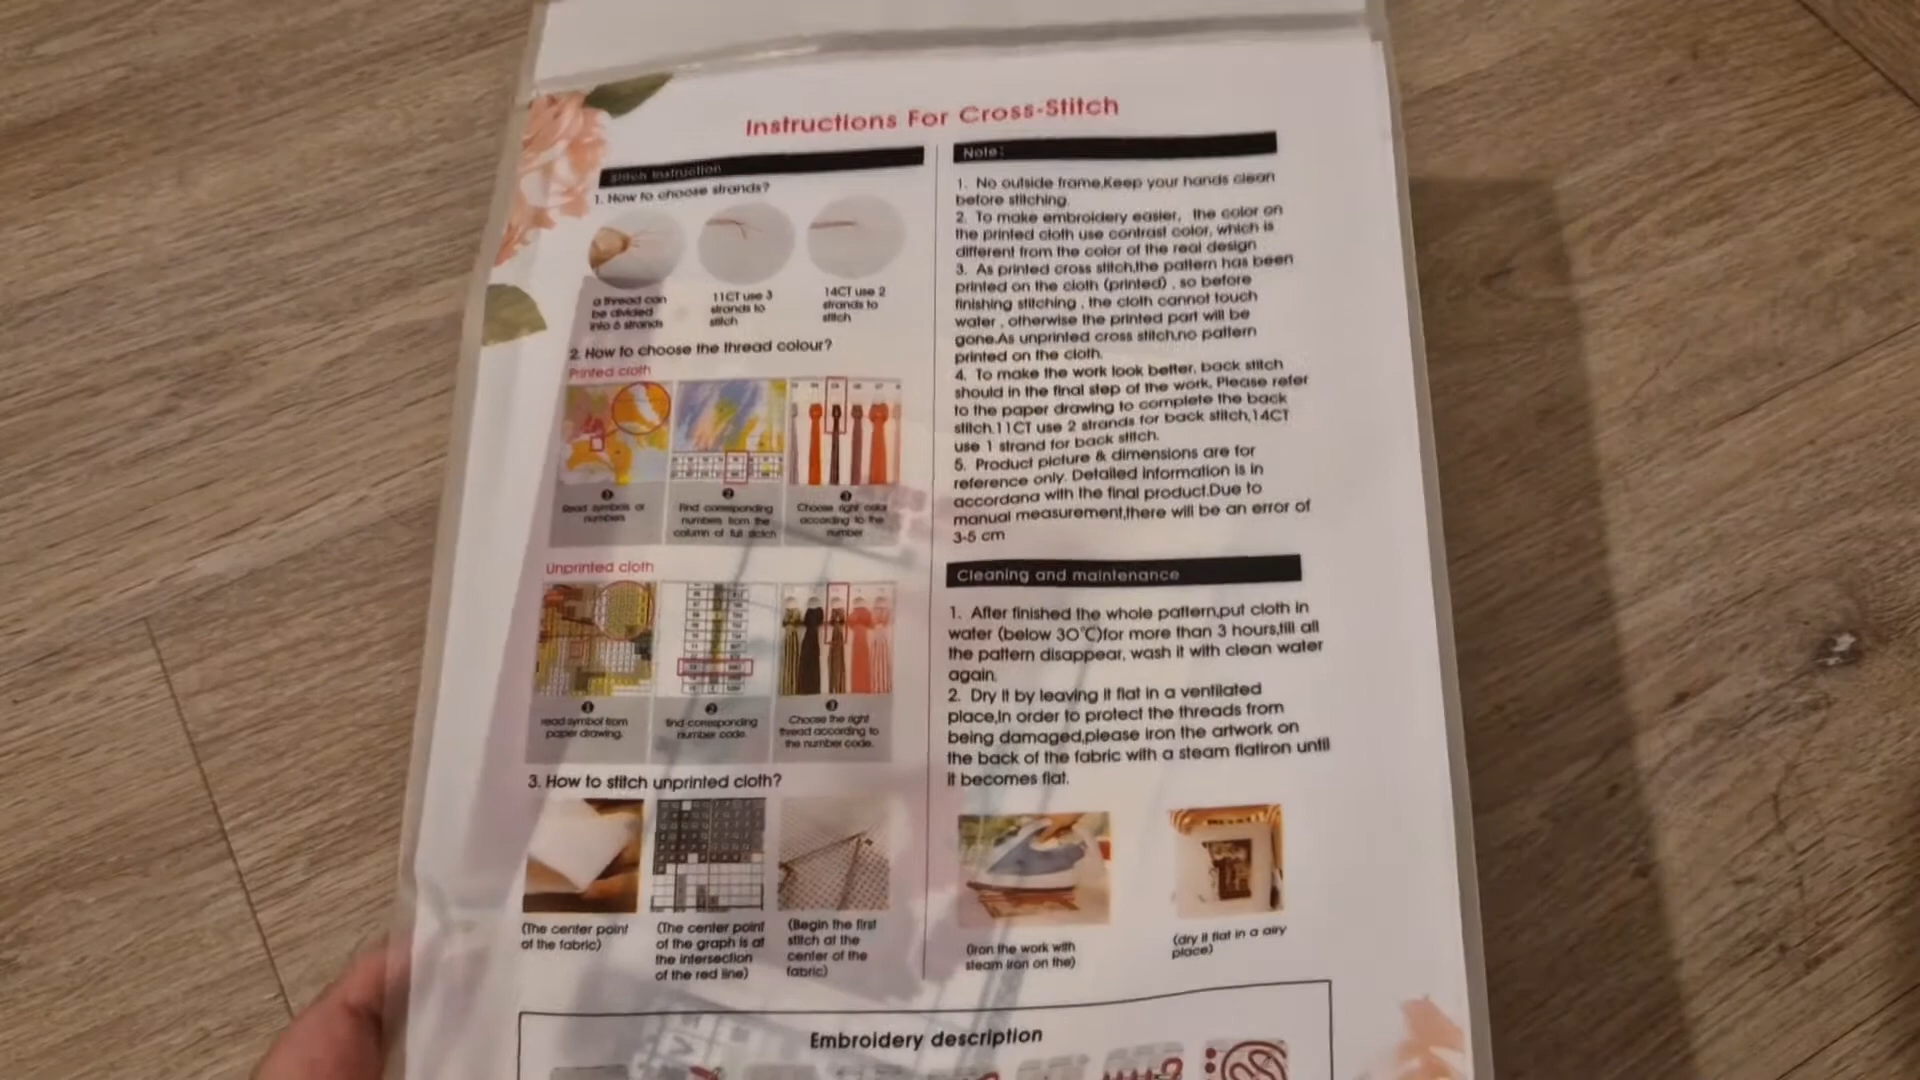 Instructions For Cross-Stitch
Stitch Instruction
1. How to choose strands?
a thread can
be divided
into 6 strands
11CT use 3
strands to
stitch
14CT use 2
strands to
stitch
2. How to choose the thread colour?
Printed cloth
1
Read symbols or
numbers
2
Find corresponding
numbers from the
column of full stitch
3
Choose right color
according to the
number
Unprinted cloth
1
read symbol from
paper drawing.
2
find corresponding
number code.
3
Choose the right
thread according to
the number code.
3. How to stitch unprinted cloth?
(The center point
of the fabric)
(The center point
of the graph is at
the intersection
of the red line)
(Begin the first
stitch at the
center of the
fabric)
Note:
1. No outside frame,Keep your hands clean
before stitching.
2. To make embroidery easier, the color on
the printed cloth use contrast color, which is
different from the color of the real design
3. As printed cross stitch,the pattern has been
printed on the cloth (printed) , so before
finishing stitching , the cloth cannot touch
water , otherwise the printed part will be
gone.As unprinted cross stitch,no pattern
printed on the cloth.
4. To make the work look better, back stitch
should in the final step of the work, Please refer
to the paper drawing to complete the back
stitch.11CT use 2 strands for back stitch,14CT
use 1 strand for back stitch.
5. Product picture & dimensions are for
reference only. Detailed information is in
accordana with the final product.Due to
manual measurement,there will be an error of
3-5 cm
Cleaning and maintenance
1. After finished the whole pattern,put cloth in
water (below 30℃)for more than 3 hours,till all
the pattern disappear, wash it with clean water
again.
2. Dry it by leaving it flat in a ventilated
place,In order to protect the threads from
being damaged,please iron the artwork on
the back of the fabric with a steam flatiron until
it becomes flat.
(Iron the work with
steam iron on the)
(dry it flat in a airy
place)
Embroidery description